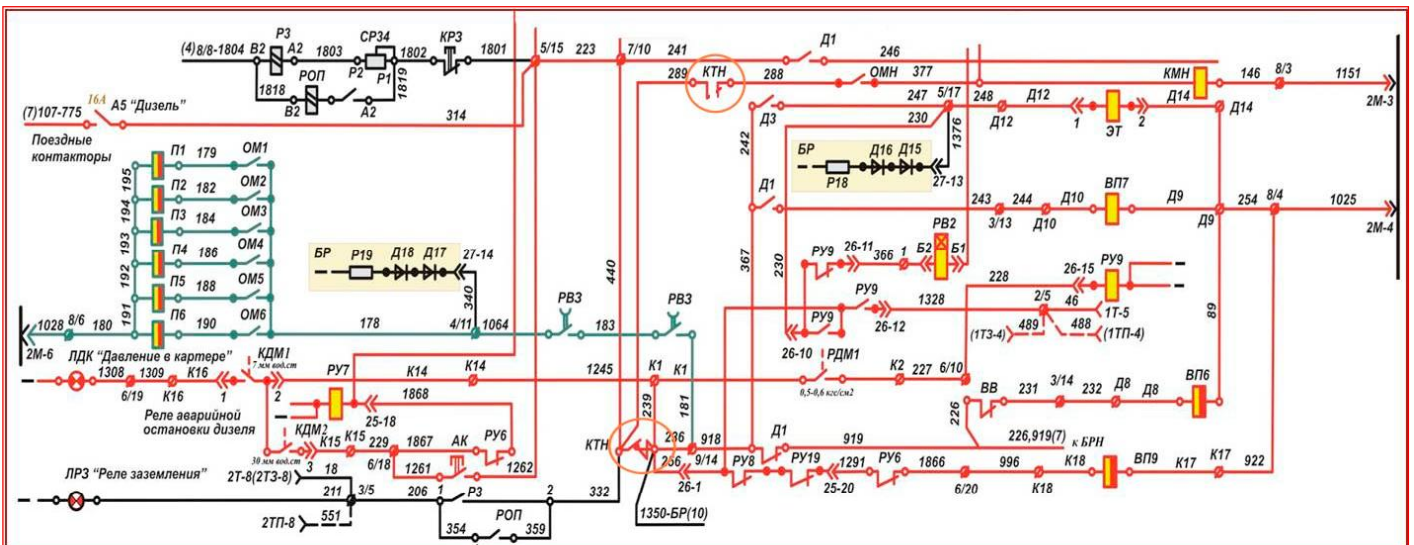 (4)8/8-1804 В2 РЗ А2 1803 СР34 1802 КРЗ 1801 5/15 223 7/10 241 Д1 246
Р2 Р1
1818 РОП В2 А2 1819
289 КТН 288 ОМН 377 КМН 146 8/3 1151
2М-3
(7)107-775 16А А5 “Дизель” 314
Поездные
контакторы
Д3 247 5/17 248 Д12 Д14
230 Д12 1 ЭТ 2 Д14
242 1376
БР Р18 Д16 Д15 27-13
195 П1 179 ОМ1
194 П2 182 ОМ2
193 П3 184 ОМ3
192 П4 186 ОМ4
191 П5 188 ОМ5
П6 190 ОМ6
Д1 243 244 Д10 ВП7 Д9 254 8/4 1025
3/13 Д10 Д9 2М-4
БР Р19 Д18 Д17 27-14
340
440 367 230
РУ9 26-11 366 1 Б2 РВ2 Б1
228 26-15 РУ9
РУ9 1328 2/5 46 1Т-5
РУ9 26-12 (1ТЗ-4) 489 488 (1ТП-4) 89
26-10
1028 8/6 180 178 4/11 1064 РВ3 183 РВ3
2М-6
ЛДК “Давление в картере” КДМ1
7 мм вод.ст
1308 1309 К16 РУ7 К14 К14 1245 К1 К1 РДМ1 К2 227 6/10
6/19 К16 1 2 1868 0,5-0,6 кгс/см2
Реле аварийной
остановки дизеля
25-18
239 181
226 ВВ 231 3/14 232 Д8 Д8 ВП6
КДМ2 К15 К15 229 1867 АК РУ6
30 мм вод.ст 6/18 1261 1262
КТН 236 918 Д1 919 226,919(7) к БРН
256 9/14 РУ8 РУ19 1291 РУ6 1866 996 К18 ВП9 К17 К17 922
26-1 25-20 6/20 К18
ЛРЗ “Реле заземления”
2Т-8(2ТЗ-8) 3 18
211 3/5 206 1 РЗ 2 332
2ТП-8 551 354 РОП 359
1350-БР(10)